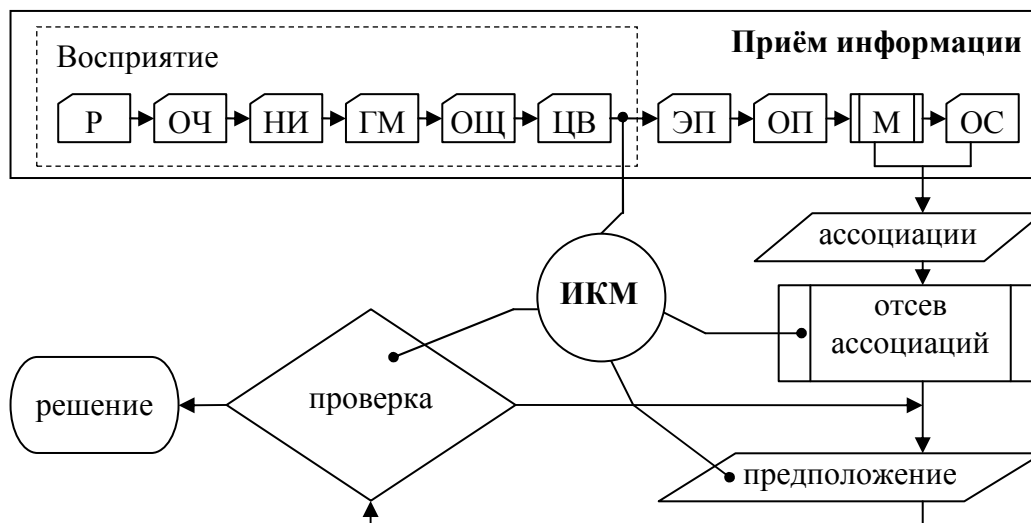 Приём информации
Восприятие
Р ОЧ НИ ГМ ОЩ ЦВ ЭП ОП М ОС
ассоциации
ИКМ
отсев
ассоциаций
проверка
решение
предположение